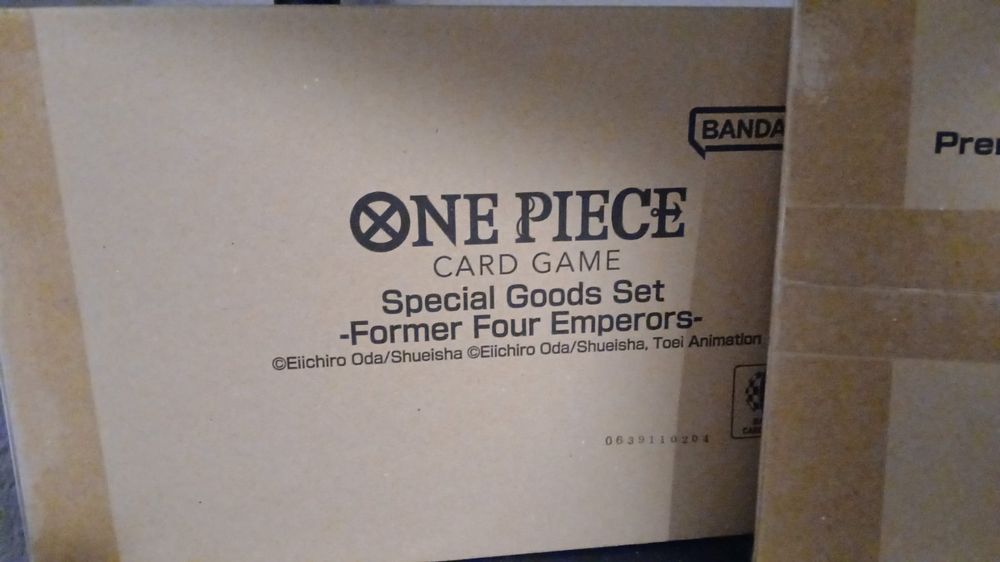 BANDA
ONE PIECE
CARD GAME
Special Goods Set
-Former Four Emperors-
©Eiichiro Oda/Shueisha ©Eiichiro Oda/Shueisha, Toei Animation
0639110204
Pre